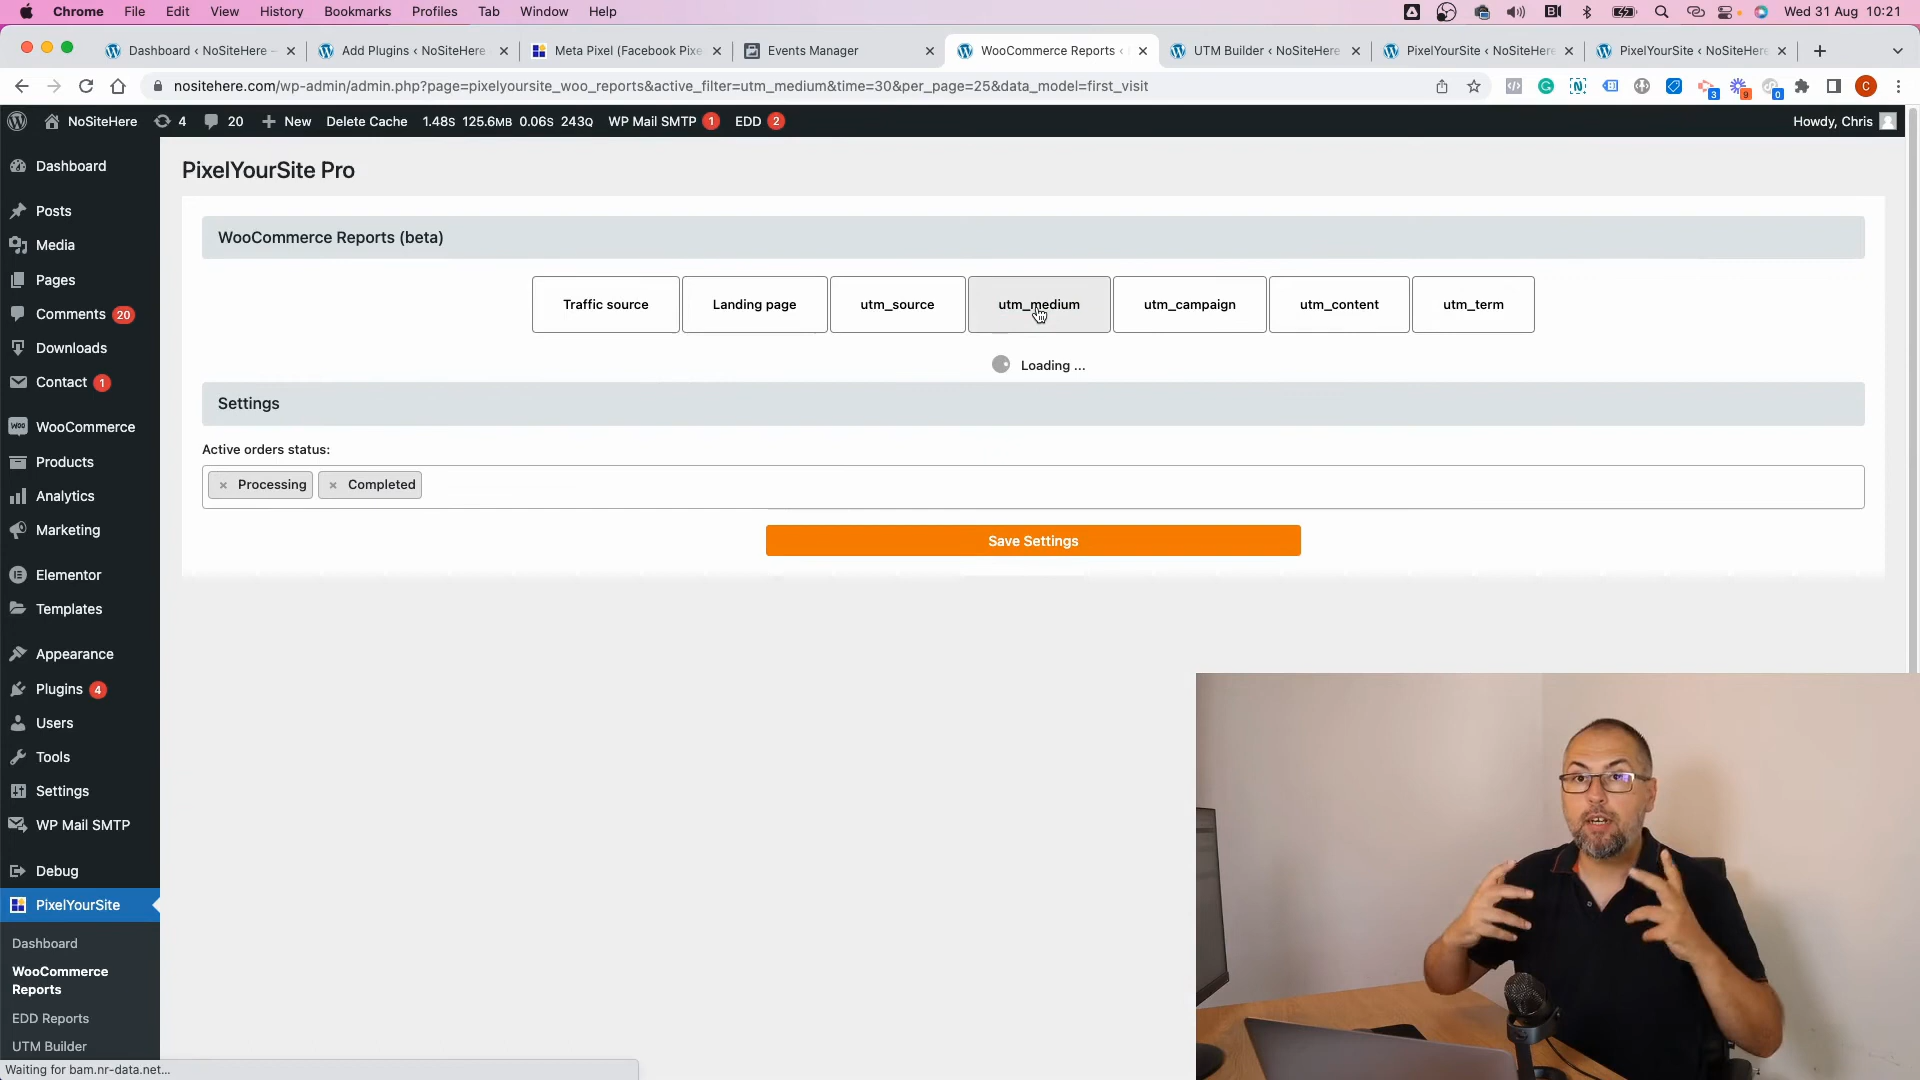 Chrome File Edit View History Bookmarks Profiles Tab Window Help Wed 31 Aug 10:21
Dashboard ‹ NoSiteHere – Add Plugins ‹ NoSiteHere Meta Pixel (Facebook Pixe Events Manager WooCommerce Reports ‹ UTM Builder ‹ NoSiteHere PixelYourSite ‹ NoSiteHere PixelYourSite ‹ NoSiteHere
nositehere.com/wp-admin/admin.php?page=pixelyoursite_woo_reports&active_filter=utm_medium&time=30&per_page=25&data_model=first_visit 3 9 0 C
NoSiteHere 4 20 New Delete Cache 1.48S 125.6MB 0.06S 243Q WP Mail SMTP 1 EDD 2 Howdy, Chris
Dashboard
Posts
Media
Pages
Comments 20
Downloads
Contact 1
WooCommerce
Products
Analytics
Marketing
Elementor
Templates
Appearance
Plugins 4
Users
Tools
Settings
WP Mail SMTP
Debug
PixelYourSite
Dashboard
WooCommerce
Reports
EDD Reports
UTM Builder
Waiting for bam.nr-data.net...
PixelYourSite Pro
WooCommerce Reports (beta)
Traffic source Landing page utm_source utm_medium utm_campaign utm_content utm_term
Loading ...
Settings
Active orders status:
× Processing × Completed
Save Settings